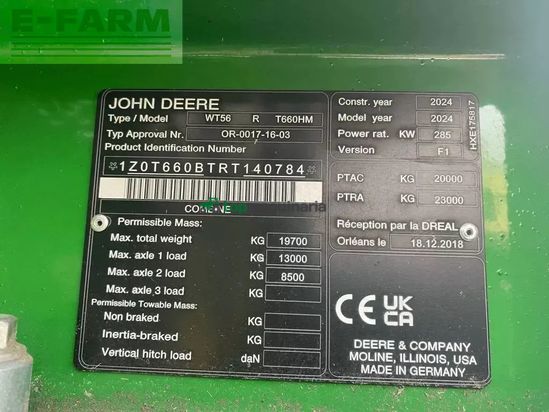 E-FARM
JOHN DEERE
Type / Model WT56 R T660HM
Typ Approval Nr. OR-0017-16-03
Product Identification Number
*1Z0T660BTRT140784*
COMBINE
Permissible Mass:
Max. total weight KG 19700
Max. axle 1 load KG 13000
Max. axle 2 load KG 8500
Max. axle 3 load KG
Permissible Towable Mass:
Non braked KG
Inertia-braked KG
Vertical hitch load daN
Constr. year 2024
Model year 2024
Power rat. KW 285
Version F1
HXE175817
PTAC KG 20000
PTRA KG 23000
Réception par la DREAL
Orléans le 18.12.2018
CE UK CA
DEERE & COMPANY
MOLINE, ILLINOIS, USA
MADE IN GERMANY